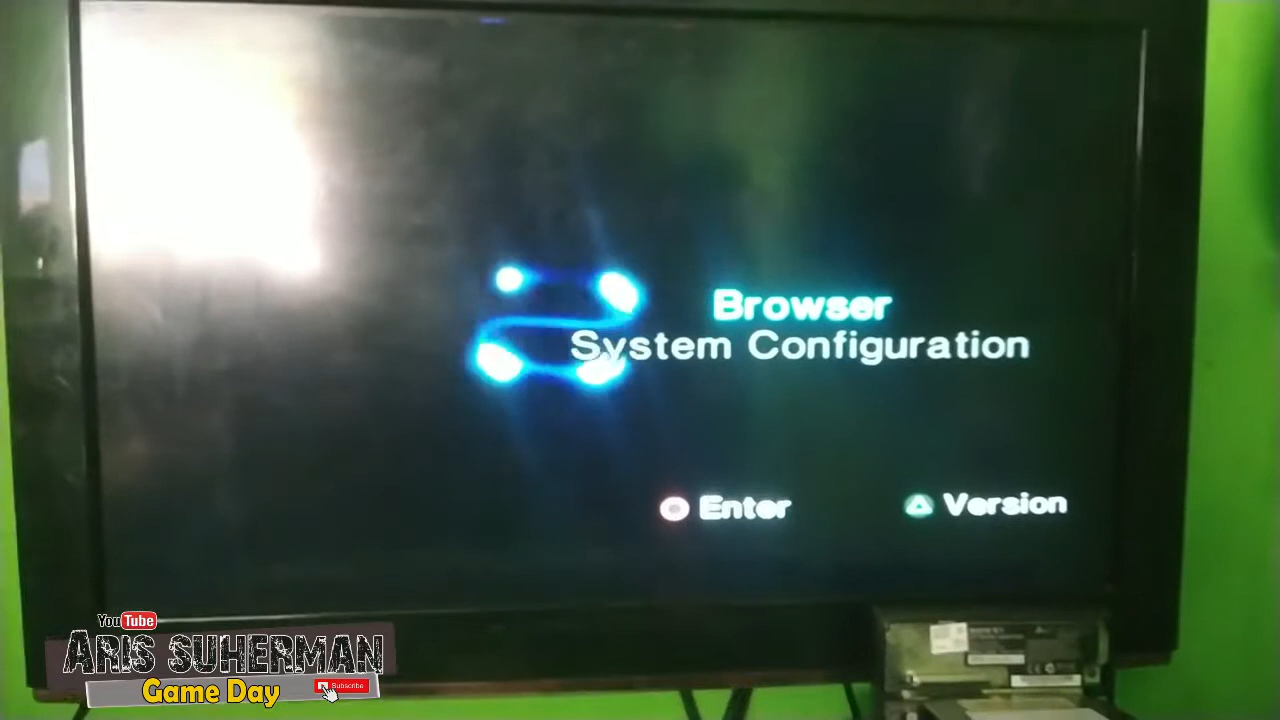 Browser
System Configuration
Enter
Version
YouTube
ARIS SUHERMAN
Game Day
Subscribe